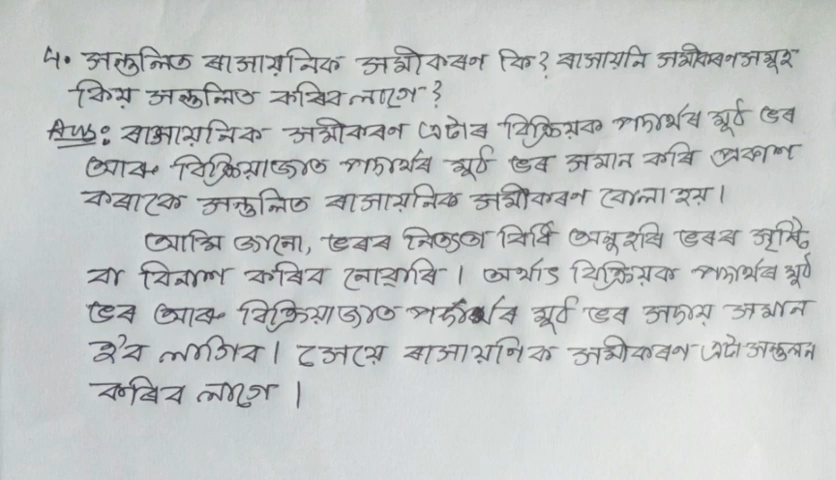 4. সন্তুলিত ৰাসায়নিক সমীকৰণ কি? ৰাসায়নি সমীকৰণসমূহ
কিয় সন্তুলিত কৰিব লাগে?
Ans: ৰাসায়নিক সমীকৰণ এটাৰ বিক্ৰিয়ক পদাৰ্থৰ মুঠ ভৰ
আৰু বিক্ৰিয়াজাত পদাৰ্থৰ মুঠ ভৰ সমান কৰি প্ৰকাশ
কৰাকে সন্তুলিত ৰাসায়নিক সমীকৰণ বোলা হয়।
আমি জানো, ভৰৰ নিত্যতা বিধি অনুহৰি ভৰৰ সৃষ্টি
বা বিনাশ কৰিব নোৱাৰি। অৰ্থাৎ বিক্ৰিয়ক পদাৰ্থৰ মুঠ
ভৰ আৰু বিক্ৰিয়াজাত পদাৰ্থৰ মুঠ ভৰ সদায় সমান
হ'ব লাগিব। সেয়ে ৰাসায়ণিক সমীকৰণ এটা সন্তুলন
কৰিব লাগে।